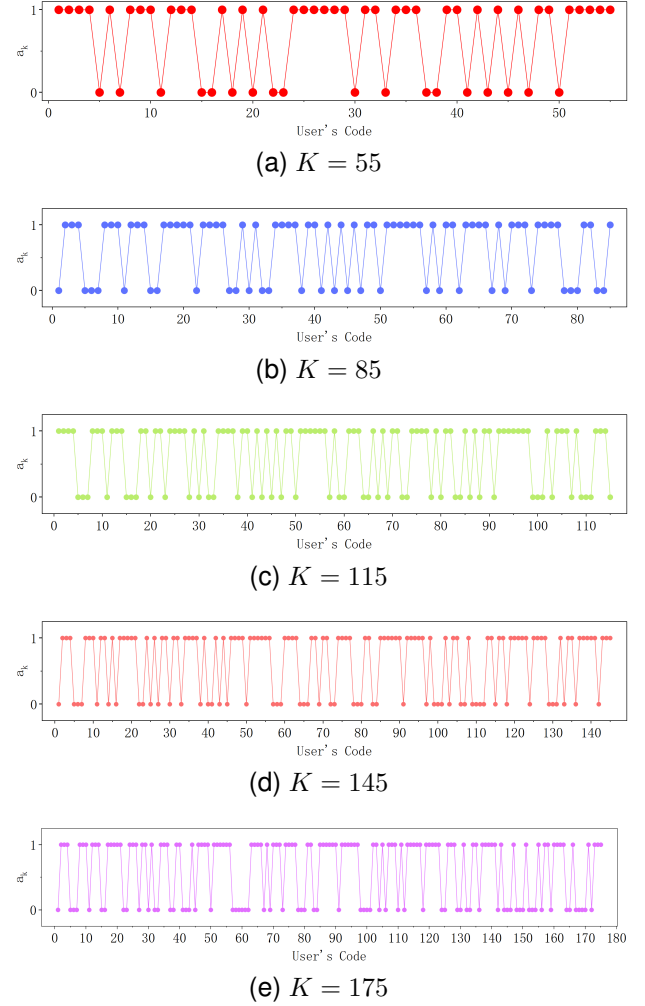 1
a_k
0
0 10 20 30 40 50
User's Code
(a) K = 55
1
a_k
0
0 10 20 30 40 50 60 70 80
User's Code
(b) K = 85
1
a_k
0
0 10 20 30 40 50 60 70 80 90 100 110
User's Code
(c) K = 115
1
a_k
0
0 10 20 30 40 50 60 70 80 90 100 110 120 130 140
User's Code
(d) K = 145
1
a_k
0
0 10 20 30 40 50 60 70 80 90 100 110 120 130 140 150 160 170 180
User's Code
(e) K = 175